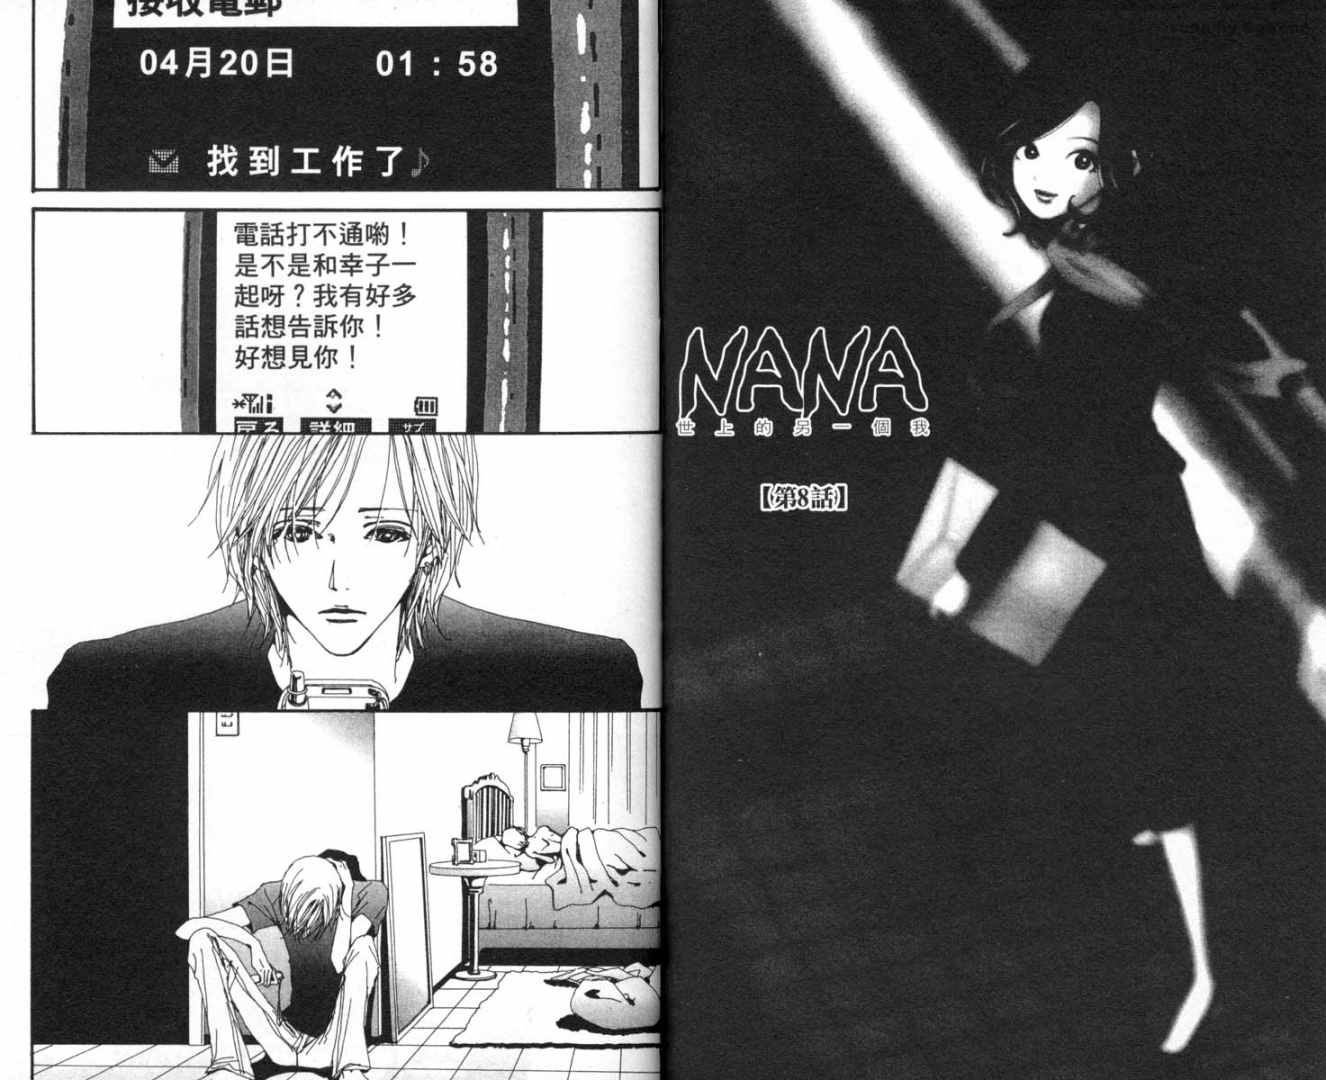 接收電郵
04月20日 01:58
找到工作了♪
電話打不通喲！
是不是和幸子一
起呀？我有好多
話想告訴你！
好想見你！
戻る 詳細 サブ
NANA
世上的另一個我
【第8話】